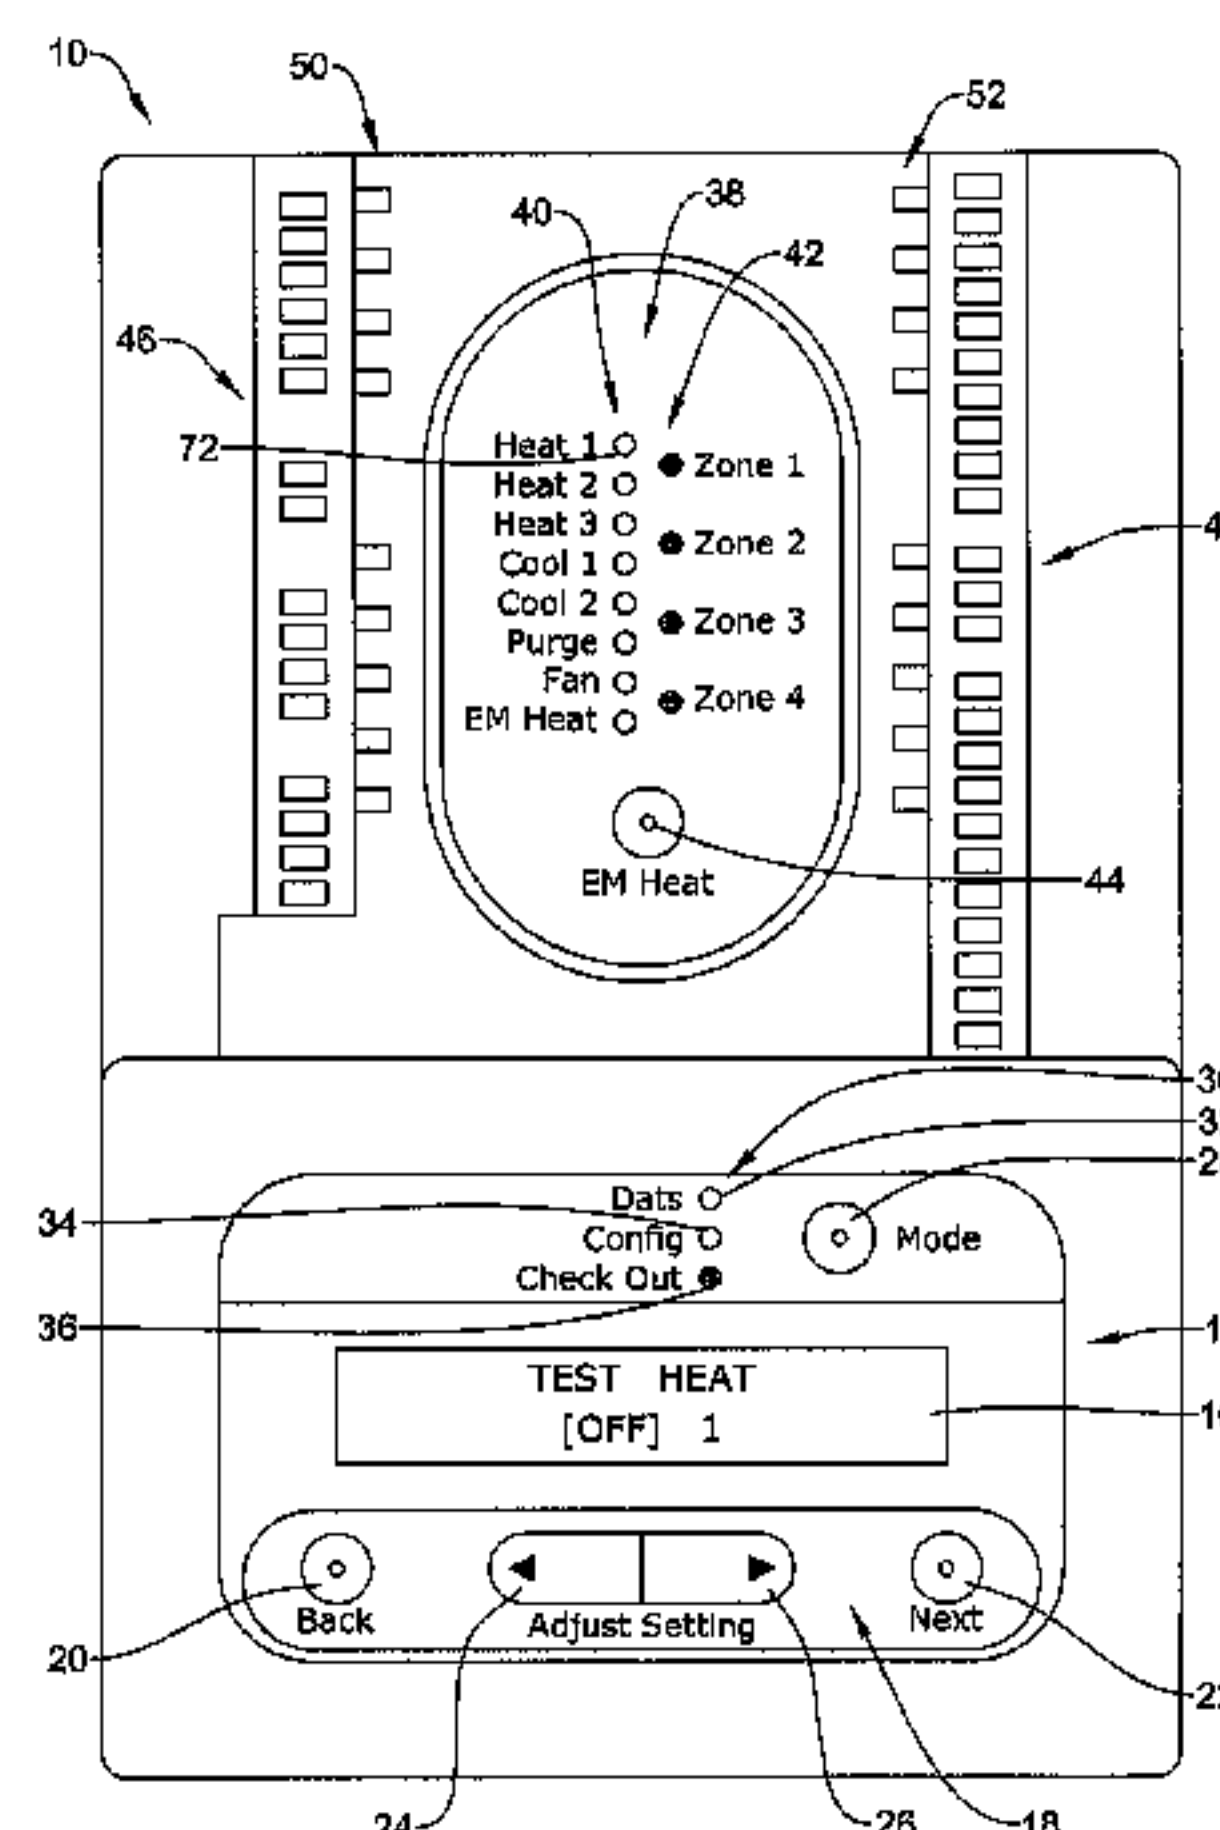 10
50
52
38
40
42
46
72
Heat 1
Zone 1
Heat 2
Heat 3
Zone 2
Cool 1
Cool 2
Zone 3
Purge
Fan
Zone 4
EM Heat
EM Heat
44
Dats
34
Config
Mode
Check Out
36
TEST HEAT
[OFF] 1
Back
Adjust Setting
Next
20
24
26
18